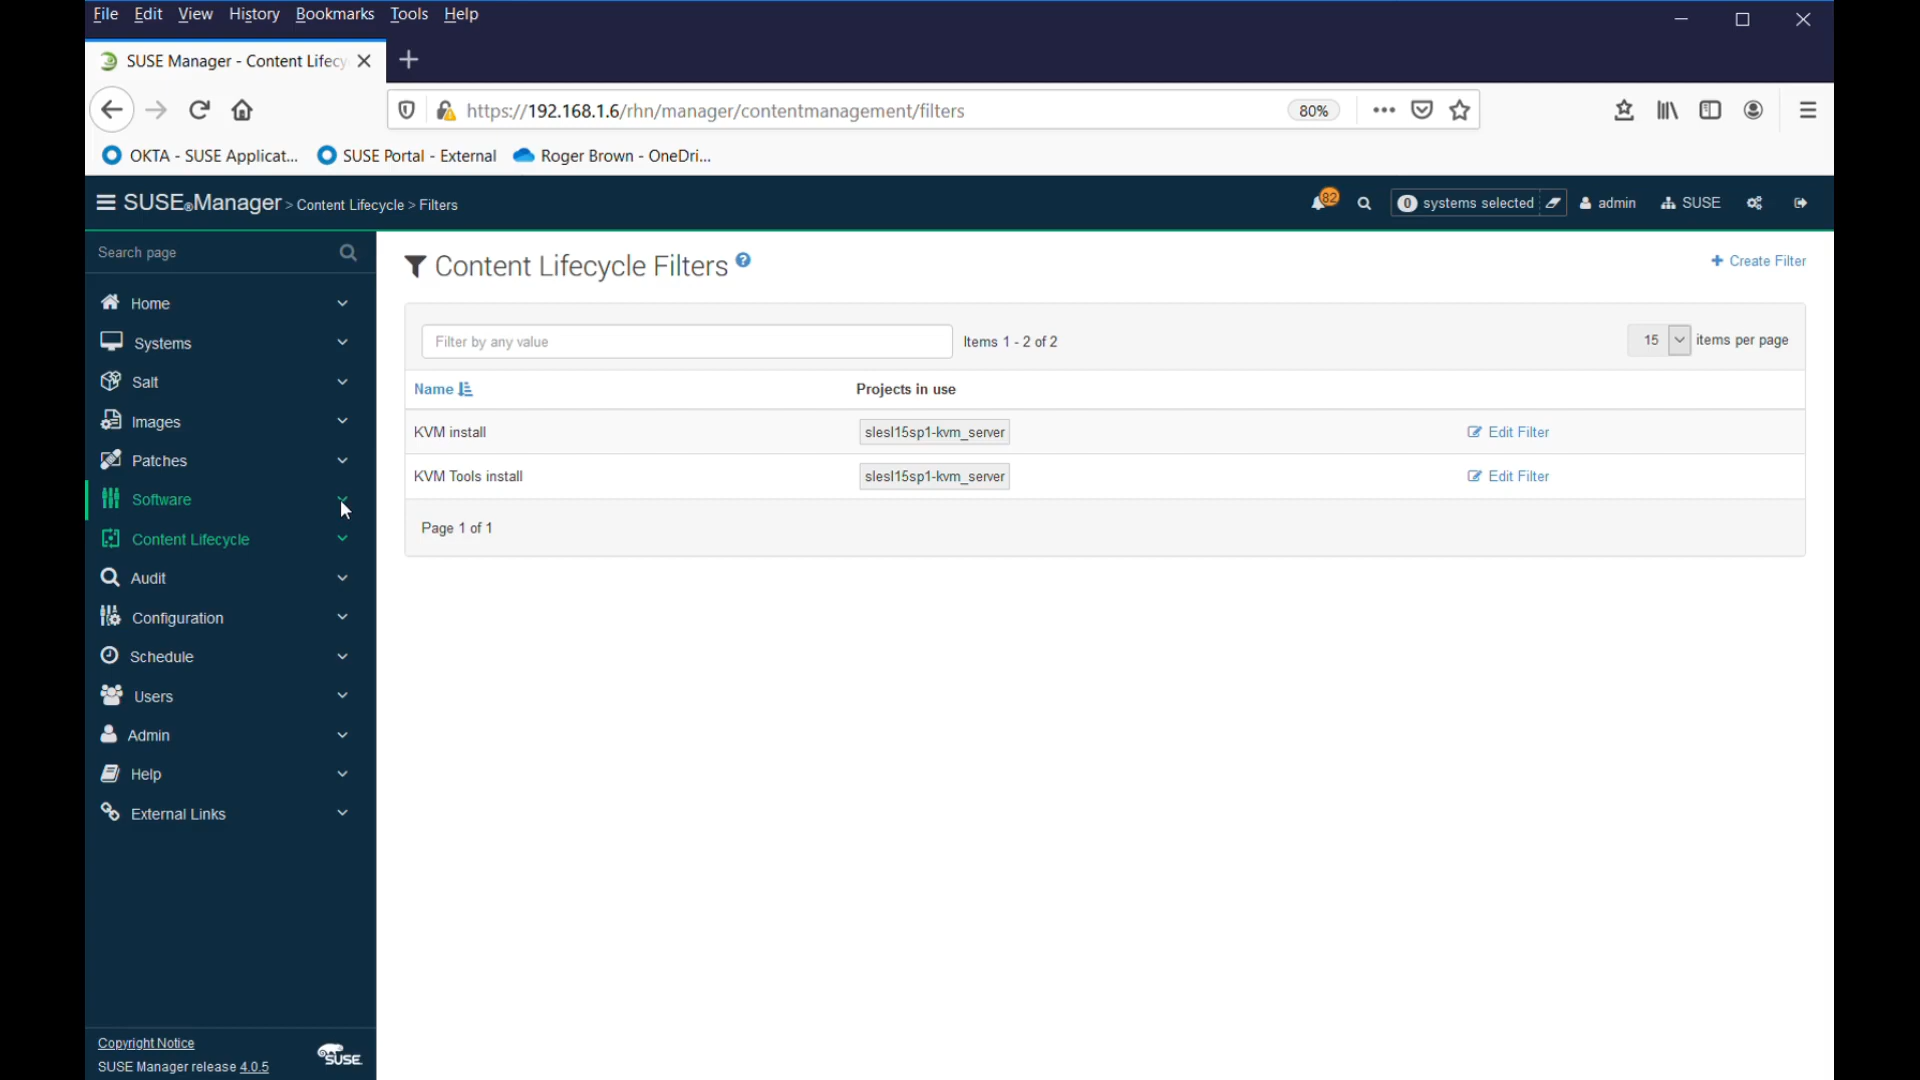 File Edit View History Bookmarks Tools Help
SUSE Manager - Content Lifecy
https://192.168.1.6/rhn/manager/contentmanagement/filters 80%
OKTA - SUSE Applicat... SUSE Portal - External Roger Brown - OneDri...
SUSE®Manager > Content Lifecycle > Filters 82 0 systems selected admin SUSE
Search page
Home
Systems
Salt
Images
Patches
Software
Content Lifecycle
Audit
Configuration
Schedule
Users
Admin
Help
External Links
Copyright Notice
SUSE Manager release 4.0.5
SUSE
Content Lifecycle Filters ?
+ Create Filter
Filter by any value Items 1 - 2 of 2 15 items per page
Name Projects in use
KVM install slesl15sp1-kvm_server Edit Filter
KVM Tools install slesl15sp1-kvm_server Edit Filter
Page 1 of 1